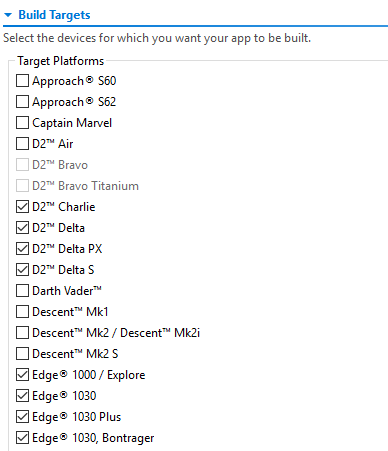 Build Targets
Select the devices for which you want your app to be built.
Target Platforms
Approach® S60
Approach® S62
Captain Marvel
D2™ Air
D2™ Bravo
D2™ Bravo Titanium
D2™ Charlie
D2™ Delta
D2™ Delta PX
D2™ Delta S
Darth Vader™
Descent™ Mk1
Descent™ Mk2 / Descent™ Mk2i
Descent™ Mk2 S
Edge® 1000 / Explore
Edge® 1030
Edge® 1030 Plus
Edge® 1030, Bontrager